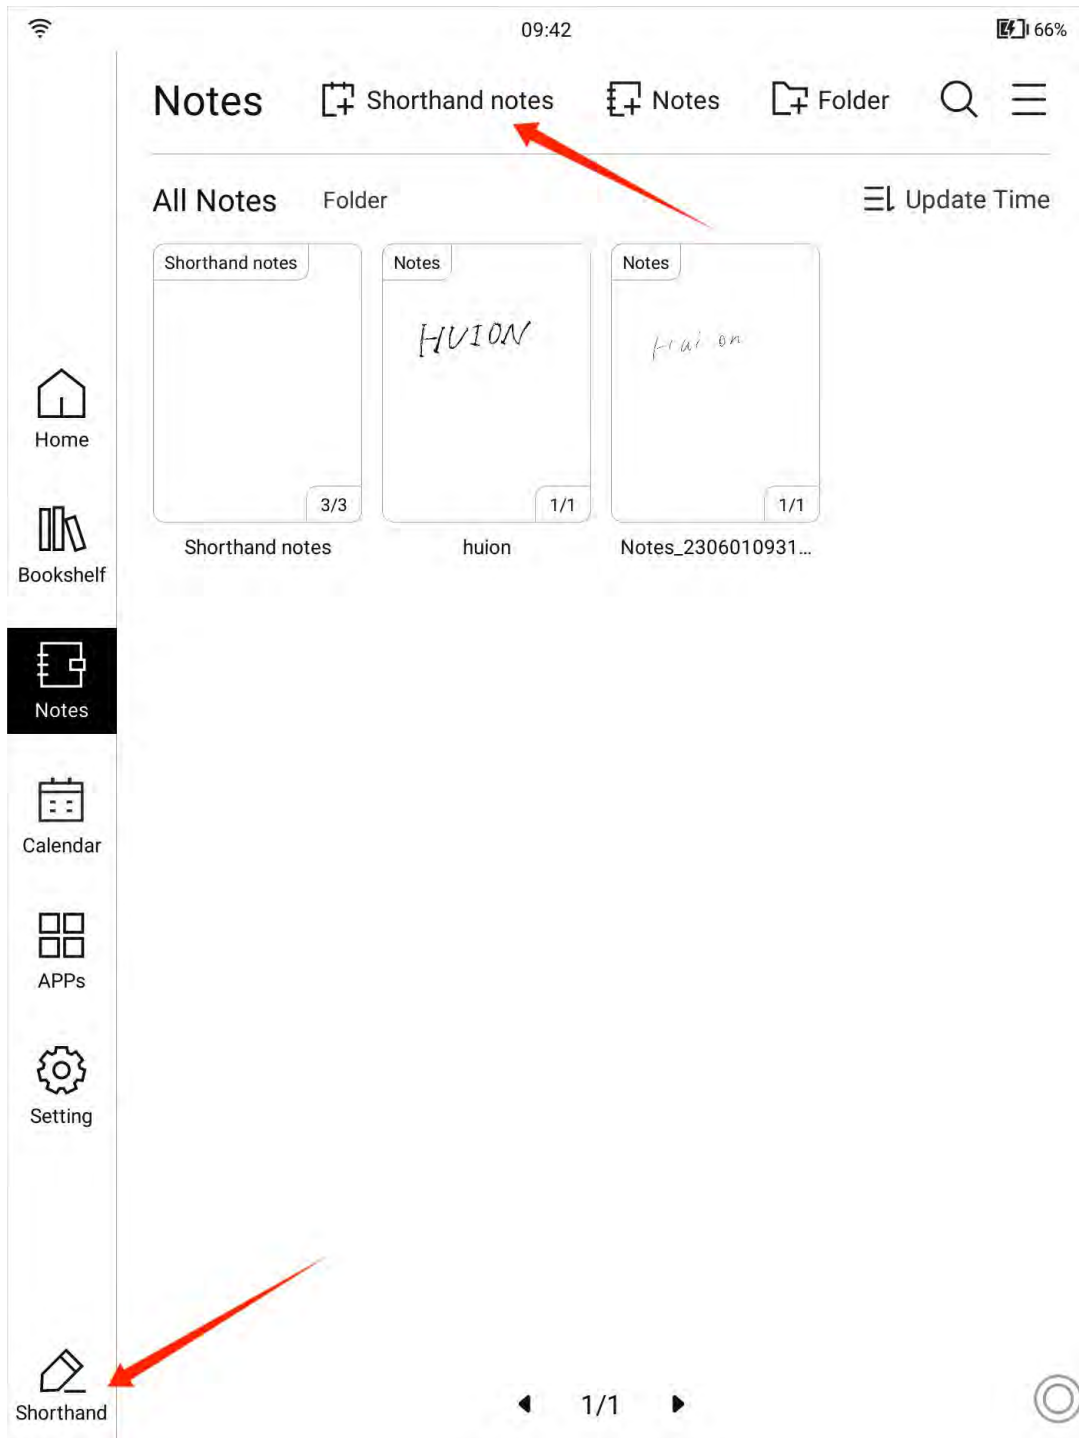 09:42 66%
Notes Shorthand notes Notes Folder
All Notes Folder Update Time
Shorthand notes Notes Notes
HUION Huion
3/3 1/1 1/1
Shorthand notes huion Notes_2306010931...
Home
Bookshelf
Notes
Calendar
APPs
Setting
Shorthand
1/1